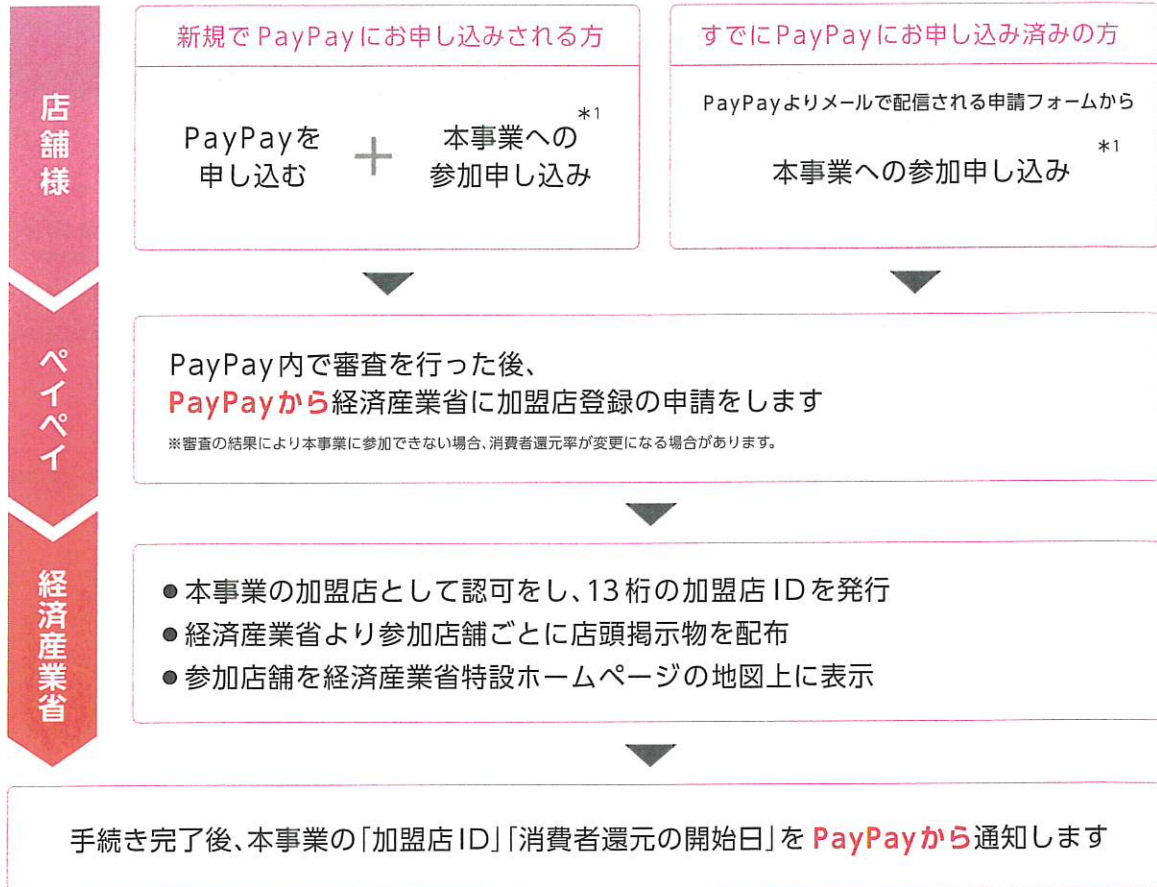 店舗様
新規で PayPayにお申し込みされる方
PayPayを
申し込む
+
本事業への*1
参加申し込み
すでにPayPayにお申し込み済みの方
PayPayよりメールで配信される申請フォームから
本事業への参加申し込み*1
ペイペイ
PayPay内で審査を行った後、
PayPayから経済産業省に加盟店登録の申請をします
※審査の結果により本事業に参加できない場合、消費者還元率が変更になる場合があります。
経済産業省
●本事業の加盟店として認可をし、13桁の加盟店IDを発行
●経済産業省より参加店舗ごとに店頭掲示物を配布
●参加店舗を経済産業省特設ホームページの地図上に表示
手続き完了後、本事業の「加盟店ID」「消費者還元の開始日」を PayPayから通知します